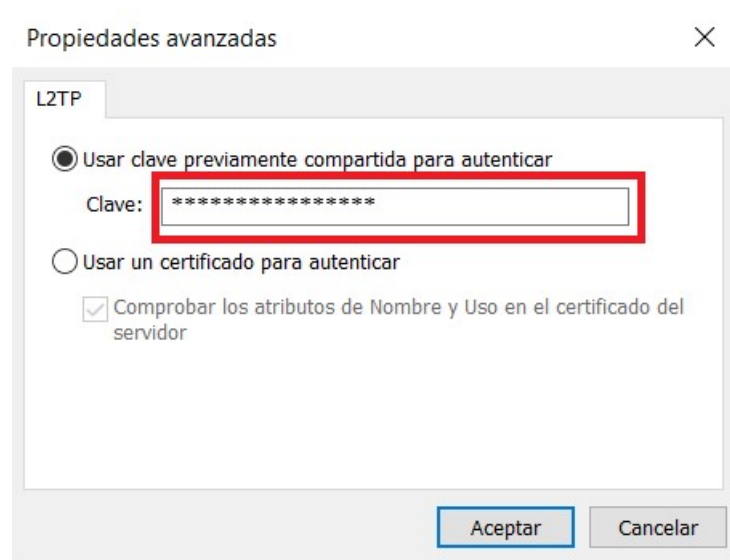 Propiedades avanzadas
L2TP
Usar clave previamente compartida para autenticar
Clave: ****************
Usar un certificado para autenticar
Comprobar los atributos de Nombre y Uso en el certificado del
servidor
Aceptar Cancelar